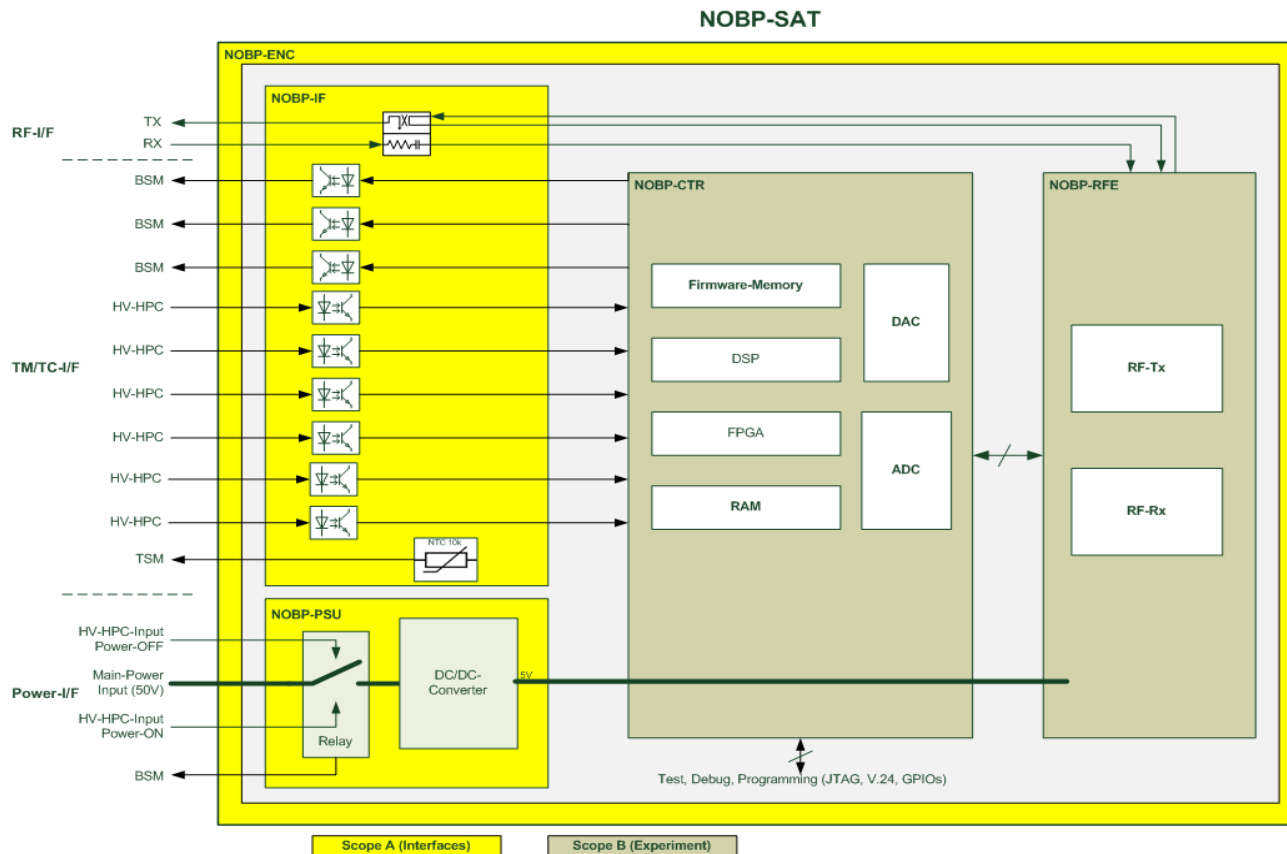 NOBP-SAT
NOBP-ENC
NOBP-IF
RF-I/F
TX
RX
BSM
BSM
BSM
HV-HPC
HV-HPC
TM/TC-I/F
HV-HPC
HV-HPC
HV-HPC
HV-HPC
TSM
NTC 10k
NOBP-CTR
Firmware-Memory
DSP
FPGA
RAM
DAC
ADC
NOBP-RFE
RF-Tx
RF-Rx
NOBP-PSU
HV-HPC-Input
Power-OFF
Power-I/F
Main-Power
Input (50V)
HV-HPC-Input
Power-ON
BSM
Relay
DC/DC-
Converter
5V
Test, Debug, Programming (JTAG, V.24, GPIOs)
Scope A (Interfaces)
Scope B (Experiment)